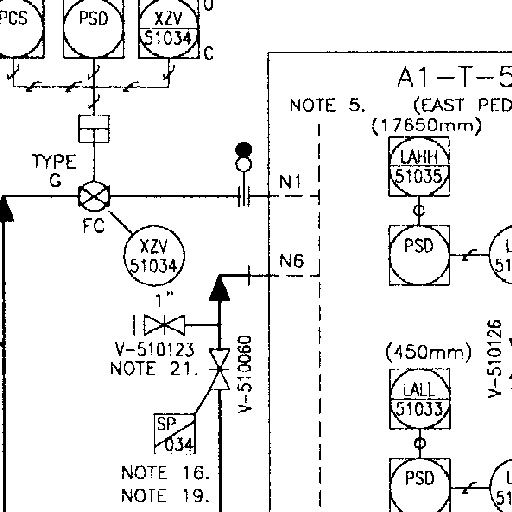 PCS
PSD
XZV
51034
O
C
A1-T-5
NOTE 5.
(EAST PED
(17650mm)
LAHH
51035
TYPE
G
N1
FC
PSD
XZV
51034
N6
1"
V-510123
NOTE 21.
V-510060
(450mm)
V-510126
LALL
51033
SP
034
NOTE 16.
NOTE 19.
PSD